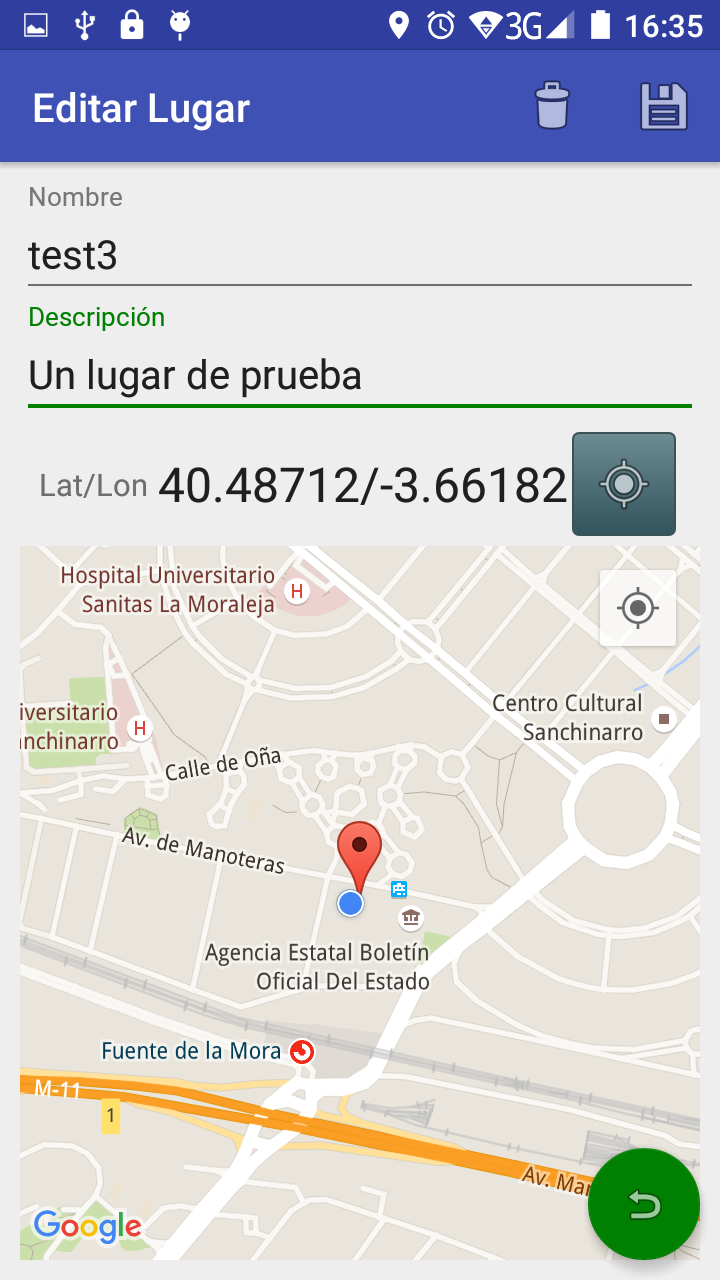 3G 16:35
Editar Lugar
Nombre
test3
Descripción
Un lugar de prueba
Lat/Lon 40.48712/-3.66182
Hospital Universitario
Sanitas La Moraleja
H
iversitario
nchinarro
H
Centro Cultural
Sanchinarro
Calle de Oña
Av. de Manoteras
Agencia Estatal Boletín
Oficial Del Estado
Fuente de la Mora
M-11
1
Av. Mar
Google